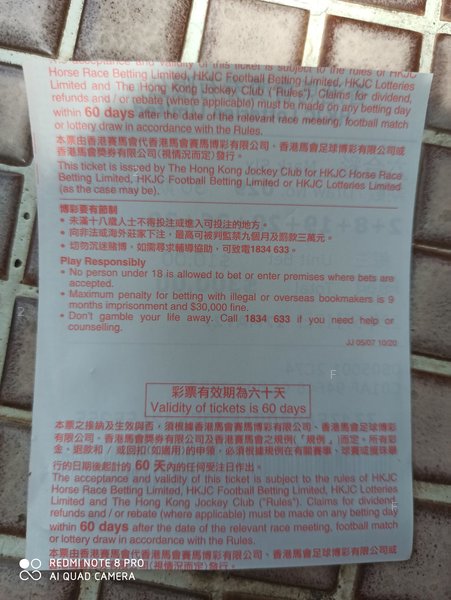 the acceptance and validity of this ticket is subject to the rules of HKJC
Horse Race Betting Limited, HKJC Football Betting Limited, HKJC Lotteries
Limited and The Hong Kong Jockey Club ("Rules"). Claims for dividend,
refunds and / or rebate (where applicable) must be made on any betting day
within 60 days after the date of the relevant race meeting, football match
or lottery draw in accordance with the Rules.
本票由香港賽馬會代香港馬會賽馬博彩有限公司、香港馬會足球博彩有限公司或
香港馬會獎券有限公司(視情況而定)發行。
This ticket is issued by The Hong Kong Jockey Club for HKJC Horse Race
Betting Limited, HKJC Football Betting Limited or HKJC Lotteries Limited
(as the case may be).
博彩要有節制
• 未滿十八歲人士不得投注或進入可投注的地方。
• 向非法或海外莊家下注，最高可被判監禁九個月及罰款三萬元。
• 切勿沉迷賭博，如需尋求輔導協助，可致電1834 633。
Play Responsibly
• No person under 18 is allowed to bet or enter premises where bets are
accepted.
• Maximum penalty for betting with illegal or overseas bookmakers is 9
months imprisonment and $30,000 fine.
• Don't gamble your life away. Call 1834 633 if you need help or
counselling.
JJ 05/07 10/20
彩票有效期為六十天
Validity of tickets is 60 days
本票之接納及生效與否，須根據香港馬會賽馬博彩有限公司、香港馬會足球博彩
有限公司、香港馬會獎券有限公司及香港賽馬會之規例(「規例」)而定。所有彩
金、退款和 / 或回扣(如適用)的申領，必須根據規例在有關賽事、球賽或攪珠舉
行的日期後起計的 60 天內的任何受注日作出。
The acceptance and validity of this ticket is subject to the rules of HKJC
Horse Race Betting Limited, HKJC Football Betting Limited, HKJC Lotteries
Limited and The Hong Kong Jockey Club ("Rules"). Claims for dividend,
refunds and / or rebate (where applicable) must be made on any betting day
within 60 days after the date of the relevant race meeting, football match
or lottery draw in accordance with the Rules.
本票由香港賽馬會代香港馬會賽馬博彩有限公司、香港馬會足球博彩有限公司或
(視情況而定)發行。
REDMI NOTE 8 PRO
AI QUAD CAMERA